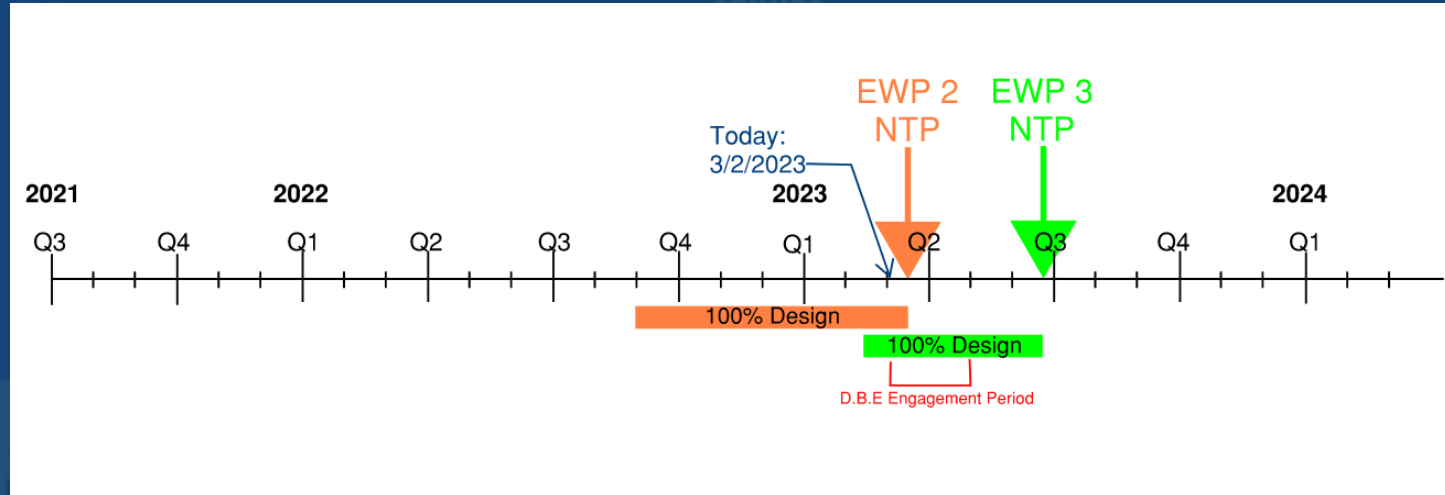 EWP 2
NTP
EWP 3
NTP
Today:
3/2/2023
2021
2022
2023
2024
Q3
Q4
Q1
Q2
Q3
Q4
Q1
Q2
Q3
Q4
Q1
100% Design
100% Design
D.B.E Engagement Period